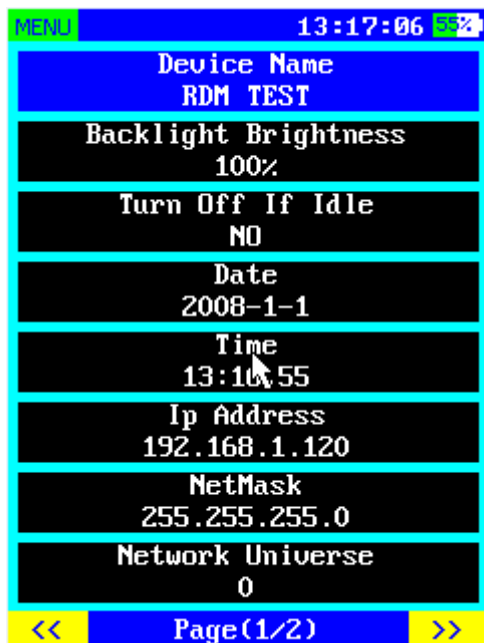 MENU 13:17:06 55%
Device Name
RDM TEST
Backlight Brightness
100%
Turn Off If Idle
NO
Date
2008-1-1
Time
Ip Address
192.168.1.120
NetMask
255.255.255.0
Network Universe
0
<< Page(1/2) >>